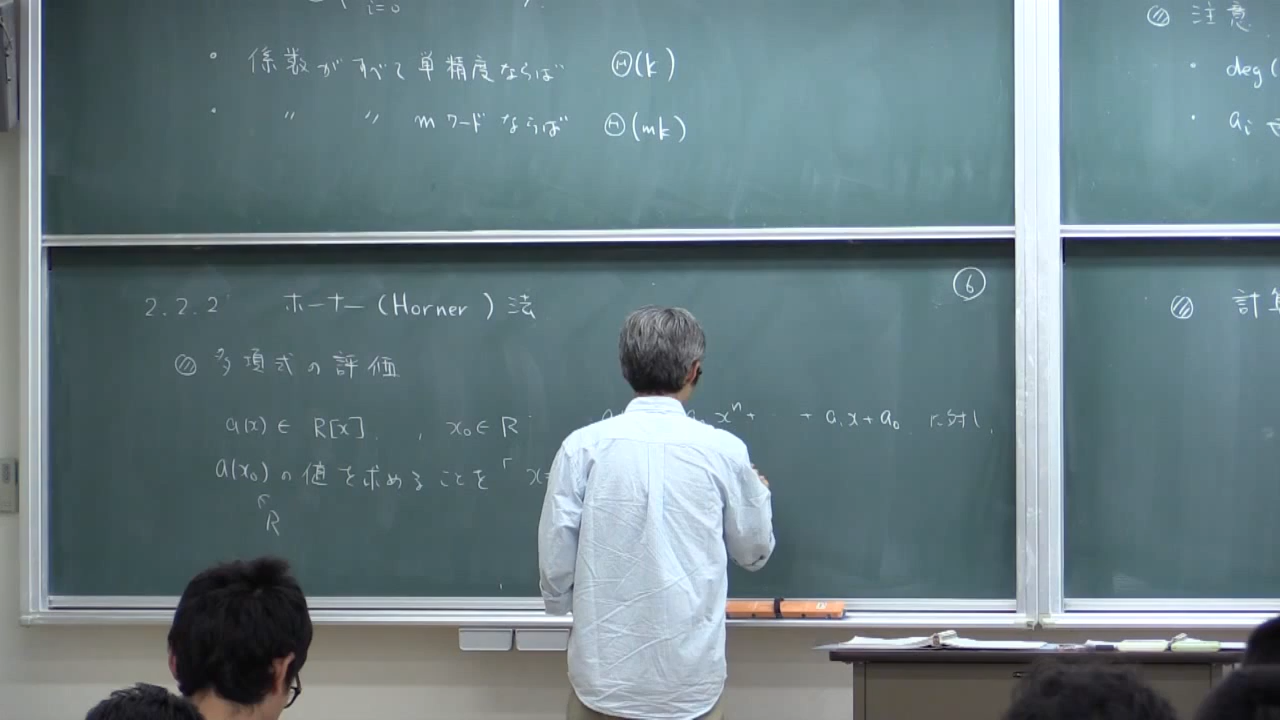 i=0
・ 係数がすべて単精度ならば Θ(k)
・ 〃 〃 mワードならば Θ(mk)
2.2.2 ホーナー(Horner)法
⑥
多項式の評価
a(x) ∈ R[x], x₀ ∈ R
xⁿ + ⋯ + a₁x + a₀ に対し,
a(x₀)の値を求めることを「x=
R
注意
・ deg(
・ aᵢ
計算